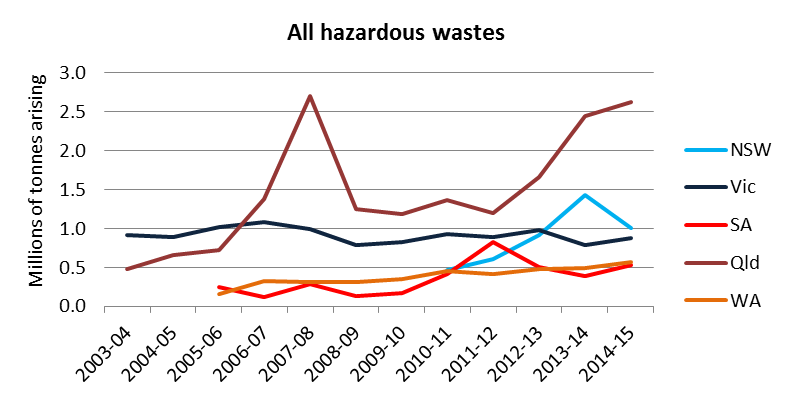 All hazardous wastes
Millions of tonnes arising
3.0
2.5
2.0
1.5
1.0
0.5
0.0
2003-04
2004-05
2005-06
2006-07
2007-08
2008-09
2009-10
2010-11
2011-12
2012-13
2013-14
2014-15
NSW
Vic
SA
Qld
WA